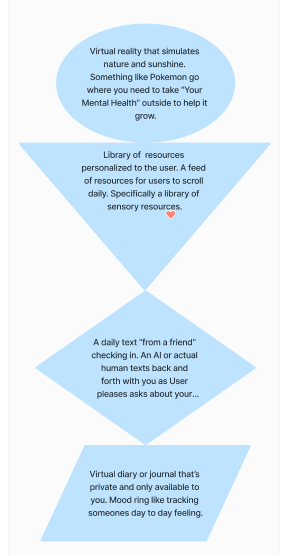 Virtual reality that simulates
nature and sunshine.
Something like Pokemon go
where you need to take “Your
Mental Health” outside to help it
grow.
Library of  resources
personalized to the user. A feed
of resources for users to scroll
daily. Specifically a library of
sensory resources.
A daily text “from a friend”
checking in. An AI or actual
human texts back and
forth with you as User
pleases asks about your...
Virtual diary or journal that’s
private and only available to
you. Mood ring like tracking
someones day to day feeling.